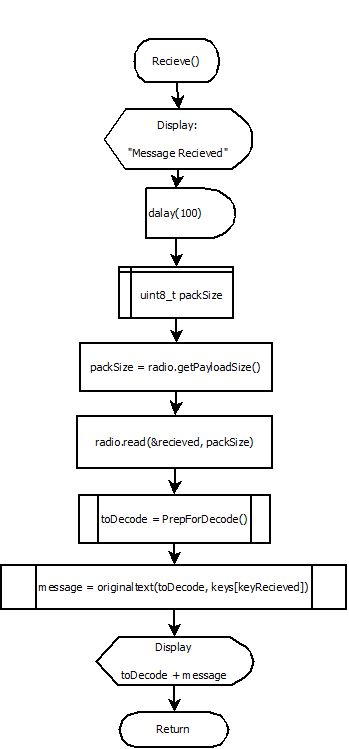 Recieve()
Display:
"Message Recieved"
dalay(100)
uint8_t packSize
packSize = radio.getPayloadSize()
radio.read(&recieved, packSize)
toDecode = PrepForDecode()
message = originaltext(toDecode, keys[keyRecieved])
Display
toDecode + message
Return